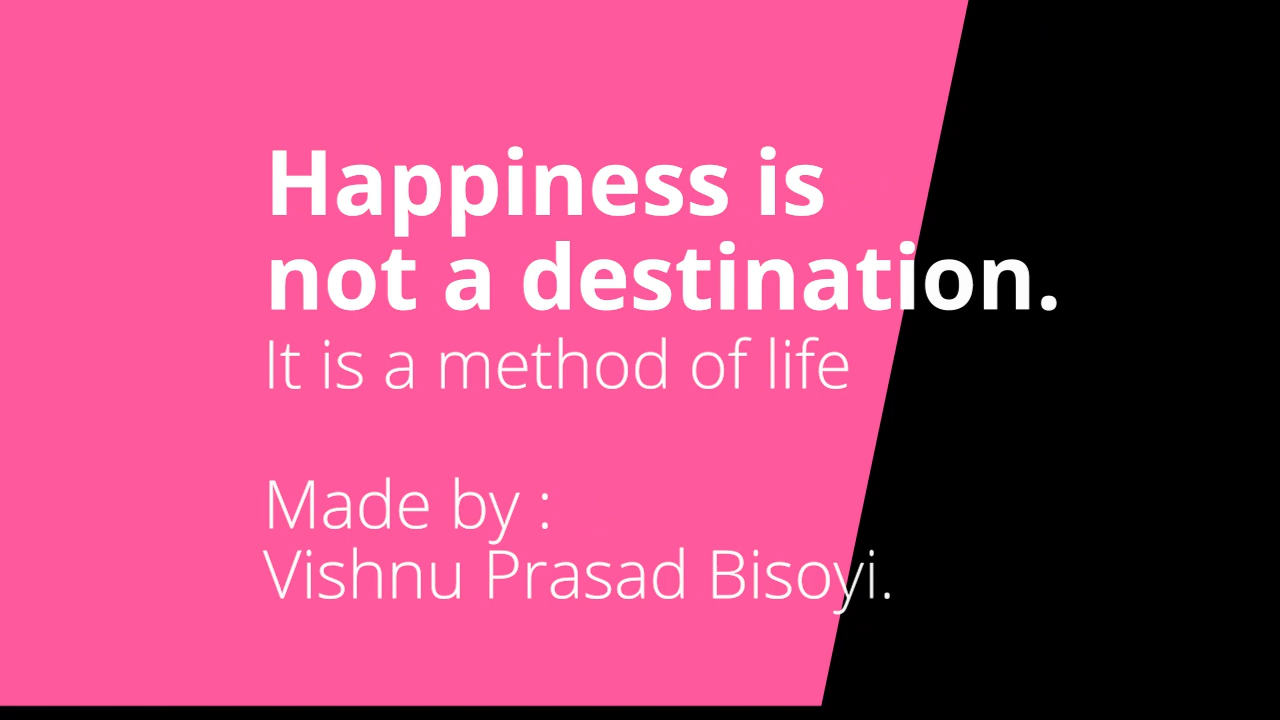 Happiness is
not a destination.
It is a method of life
Made by :
Vishnu Prasad Bisoyi.